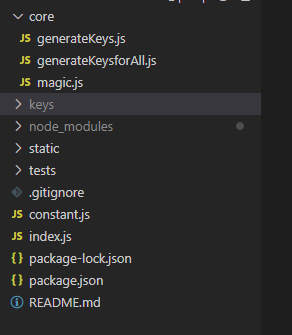 core
JS generateKeys.js
JS generateKeysforAll.js
JS magic.js
keys
node_modules
static
tests
.gitignore
JS constant.js
JS index.js
{} package-lock.json
{} package.json
README.md